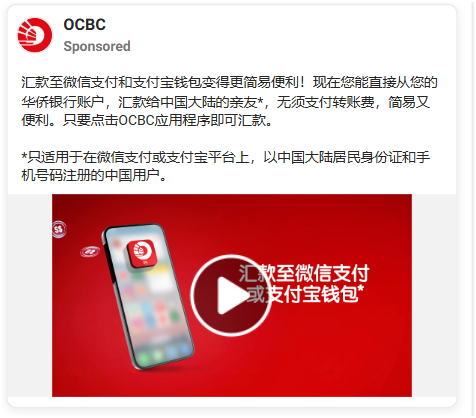 OCBC
Sponsored
汇款至微信支付和支付宝钱包变得更简易便利！现在您能直接从您的
华侨银行账户，汇款给中国大陆的亲友*，无须支付转账费，简易又
便利。只要点击OCBC应用程序即可汇款。
*只适用于在微信支付或支付宝平台上，以中国大陆居民身份证和手
机号码注册的中国用户。
S$
汇款至微信支付
或支付宝钱包*